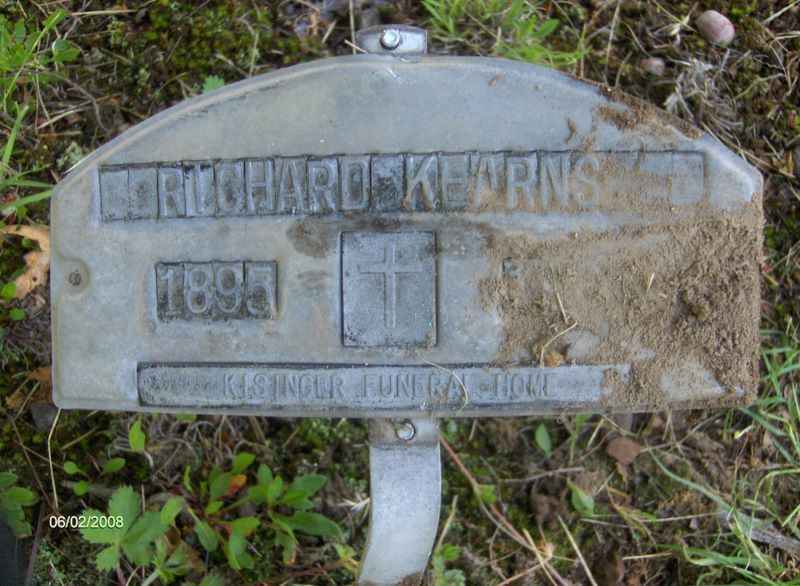 RICHARD KEARNS
1895
KISINGER FUNERAL HOME
06/02/2008